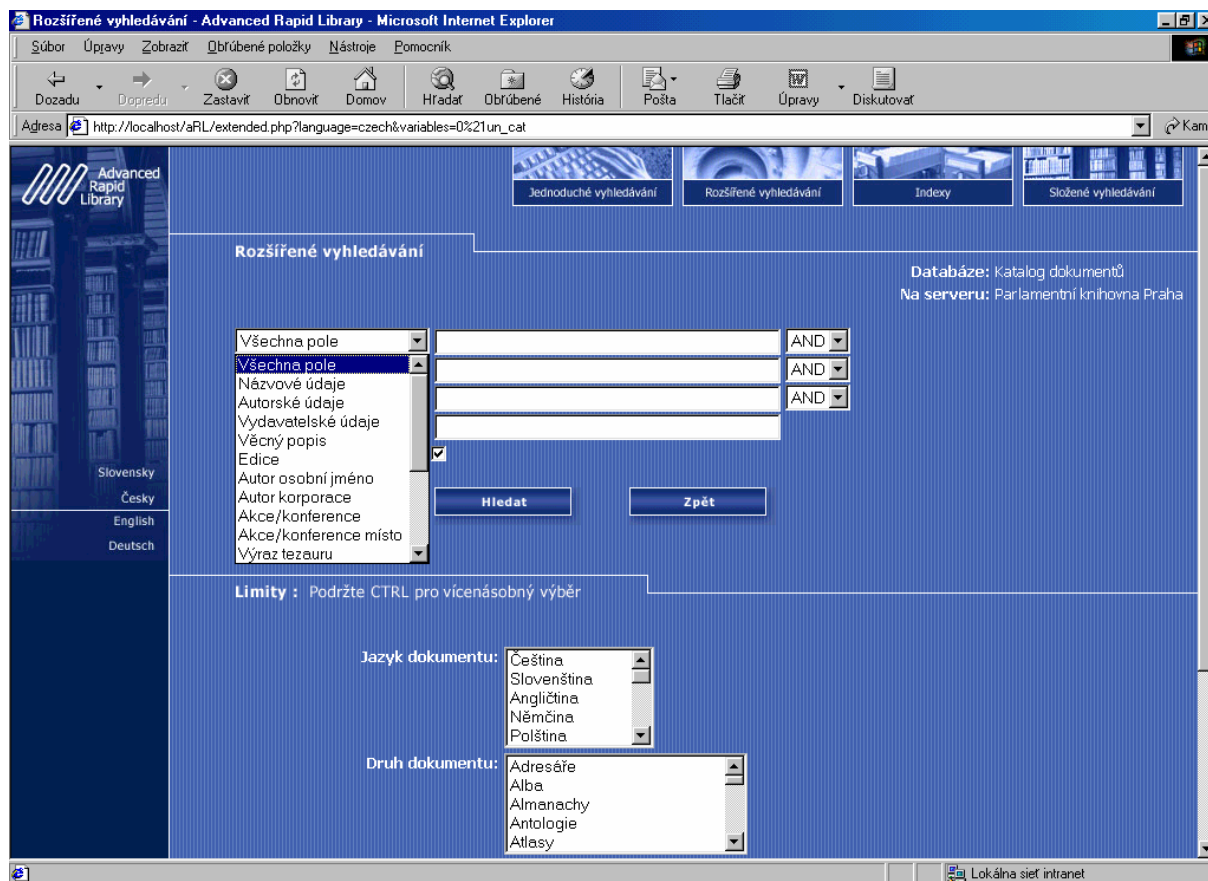 Rozšířené vyhledávání - Advanced Rapid Library - Microsoft Internet Explorer
Súbor Úpravy Zobraziť Obľúbené položky Nástroje Pomocník
Dozadu Dopredu Zastaviť Obnoviť Domov Hľadať Obľúbené História Pošta Tlačiť Úpravy Diskutovať
Adresa http://localhost/aRL/extended.php?language=czech&variables=0%21un_cat Kam
Advanced
Rapid
Library
Jednoduché vyhledávání Rozšířené vyhledávání Indexy Složené vyhledávání
Rozšířené vyhledávání
Databáze: Katalog dokumentů
Na serveru: Parlamentní knihovna Praha
Všechna pole AND
Všechna pole AND
Názvové údaje
Autorské údaje AND
Vydavatelské údaje
Věcný popis
Edice
Autor osobní jméno
Autor korporace
Akce/konference
Akce/konference místo
Výraz tezauru
Hledat Zpět
Slovensky
Česky
English
Deutsch
Limity : Podržte CTRL pro vícenásobný výběr
Jazyk dokumentu: Čeština
Slovenština
Angličtina
Němčina
Polština
Druh dokumentu: Adresáře
Alba
Almanachy
Antologie
Atlasy
Lokálna sieť intranet